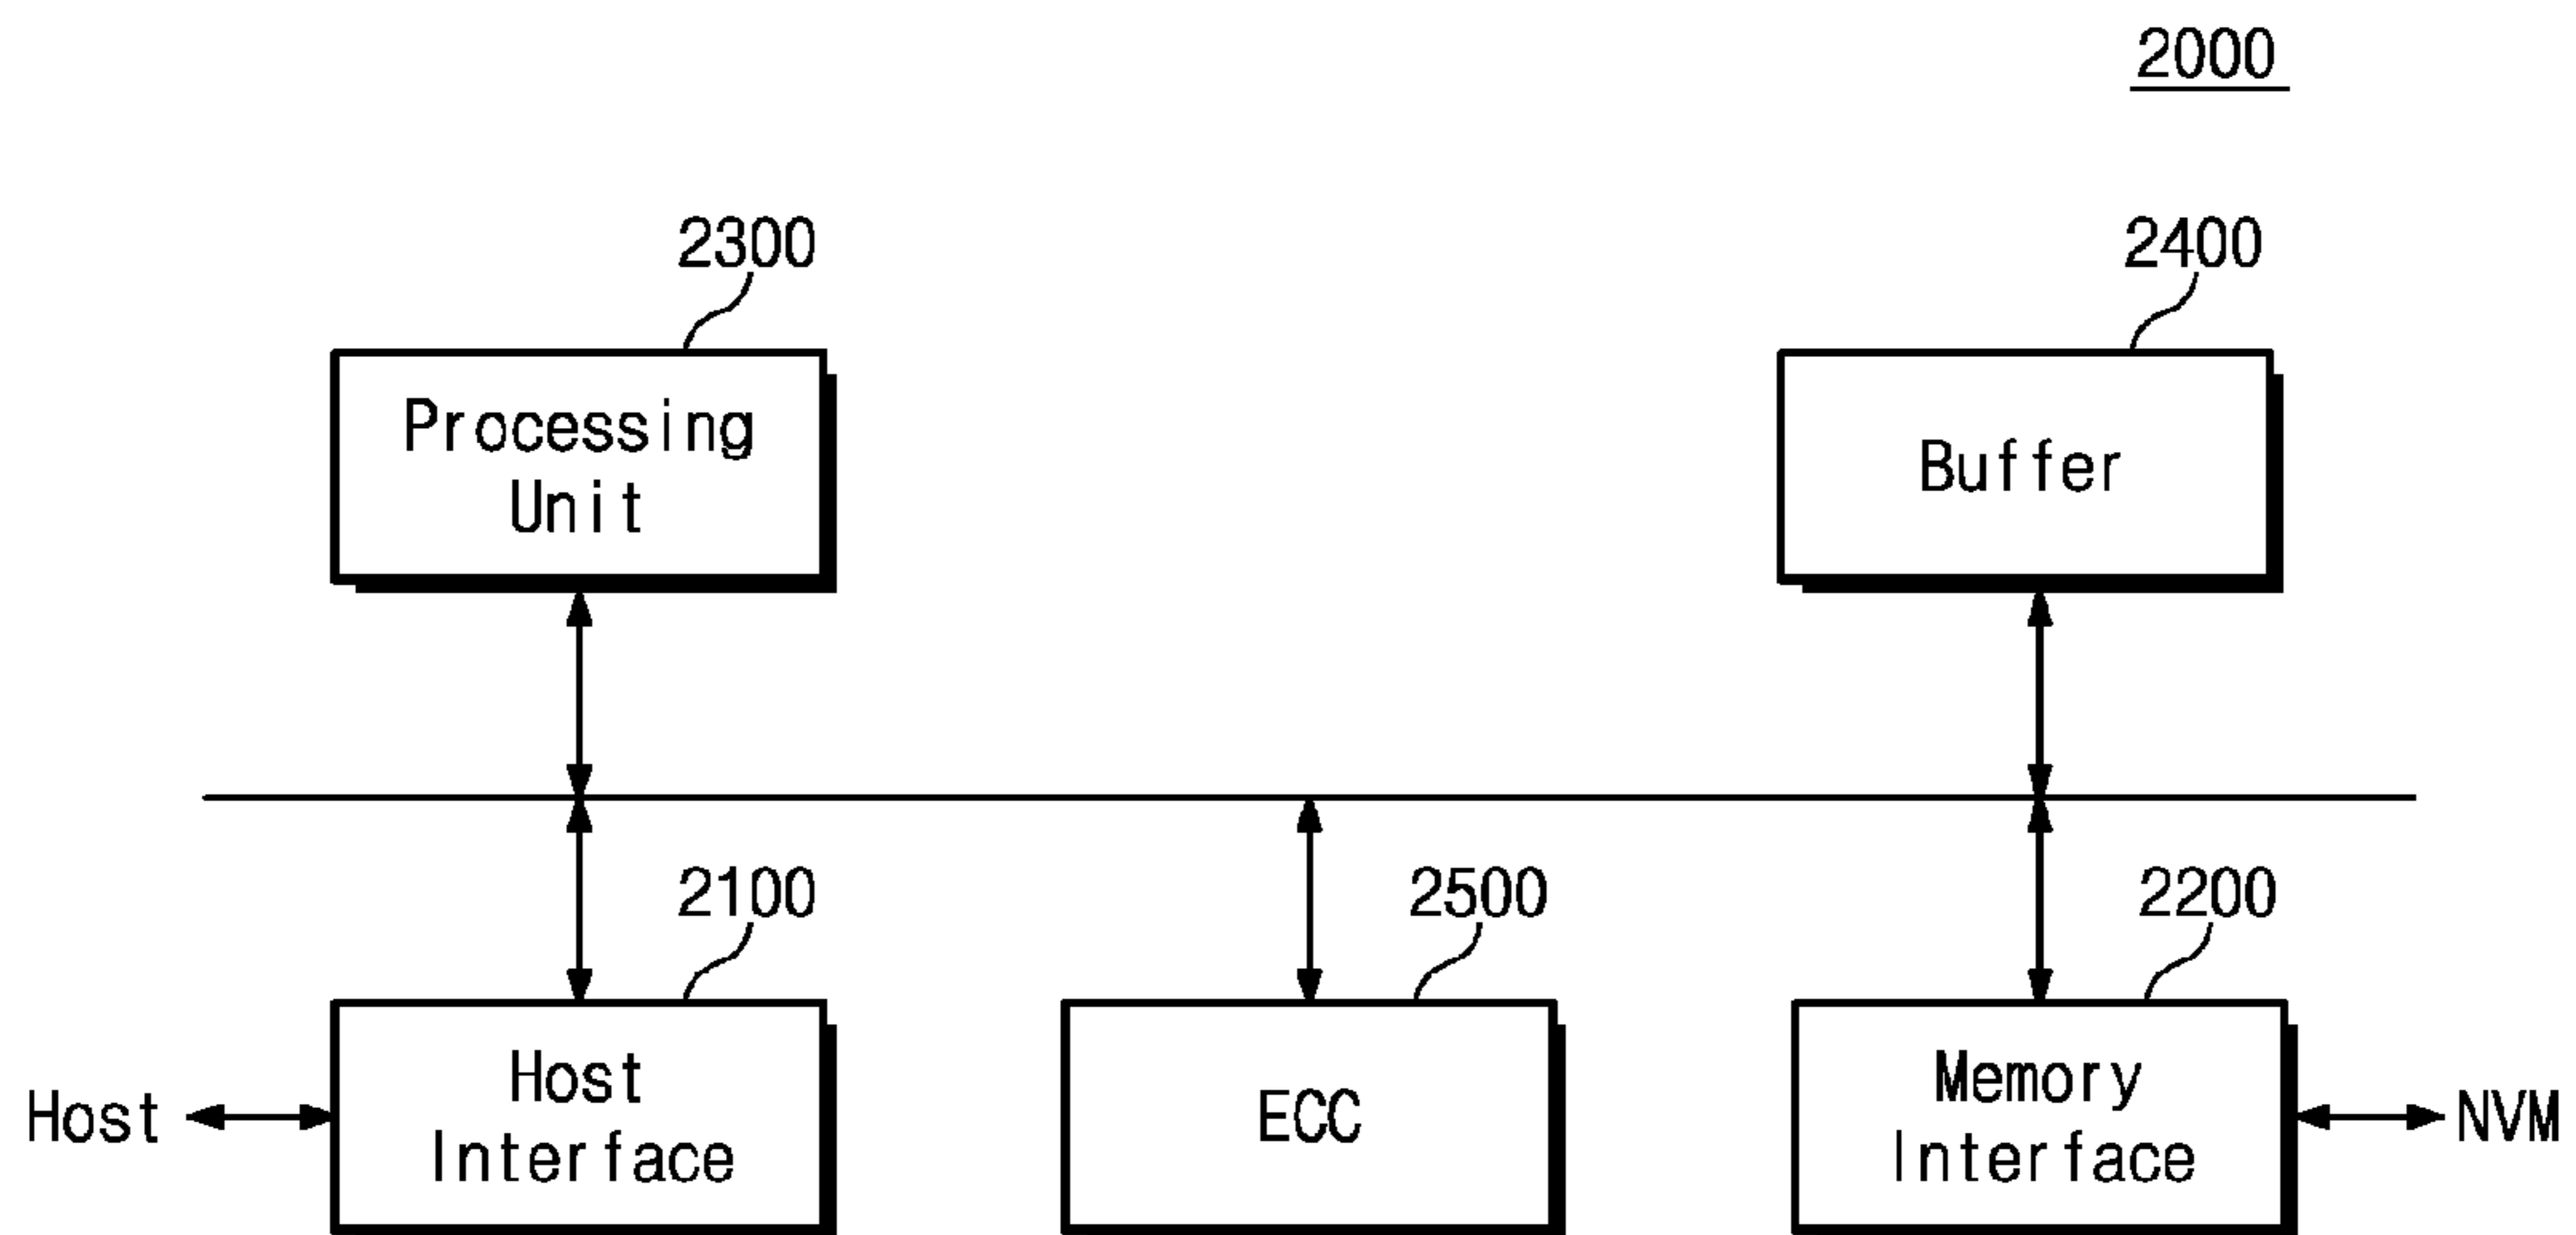 2000
2300
2400
Processing
Unit
Buffer
2100
2500
2200
Host
Host
Interface
ECC
Memory
Interface
NVM